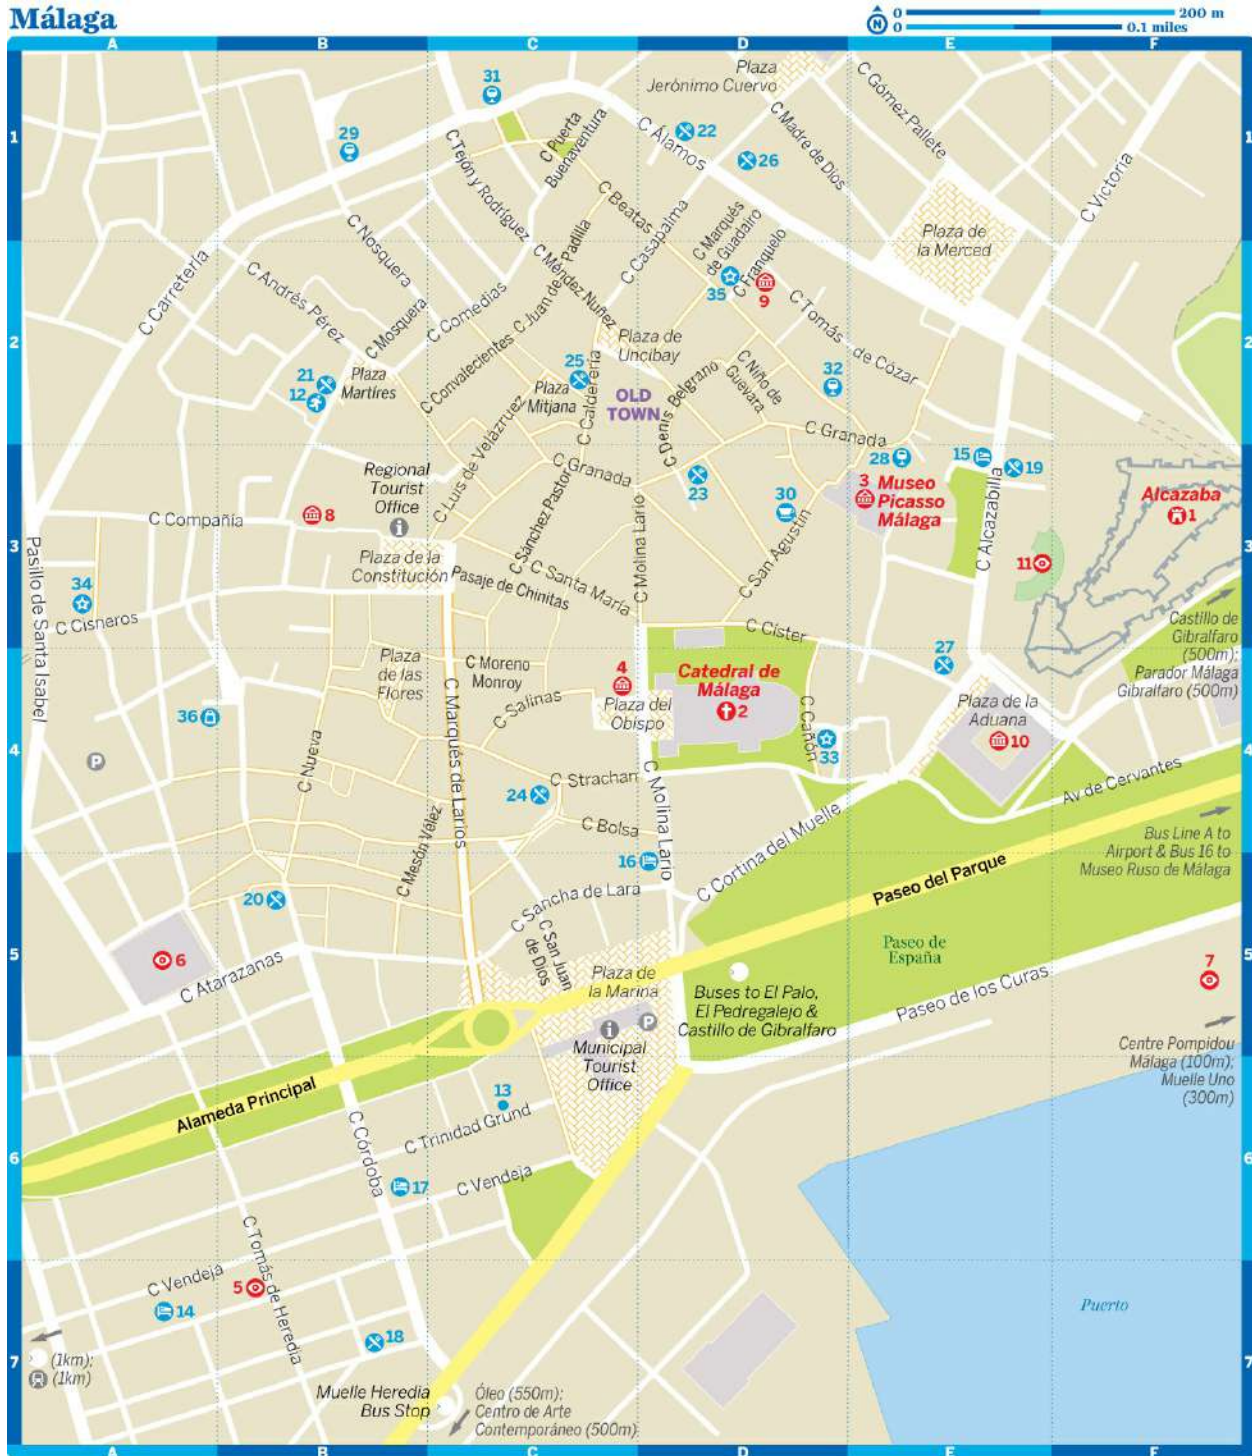 Málaga
0
200 m
0
0.1 miles
N
A
B
C
D
E
F
1
1
31
Plaza
Jerónimo Cuervo
C Gómez Pallete
29
C Tejón y Rodríguez
C Puerta
Buenaventura
C Álamos
22
26
C Madre de Dios
C Victoria
C Beatas
C Casapalma
C Marqués
de Guadairo
C Franquelo
Plaza de
la Merced
C Nosquera
C Carretería
C Andrés Pérez
C Mosquera
C Comedias
C Juan de Padilla
C Méndez Nuñez
35
9
C Tomás de Cózar
2
2
C Convalecientes
Plaza de
Uncibay
21
12
Plaza
Martíres
25
Plaza
Mitjana
C Calderería
OLD
TOWN
C Denis Belgrano
C Niño de
Guevara
32
C Luis de Velázruez
C Granada
C Granada
28
15
19
Regional
Tourist
Office
8
C Compañía
C Sánchez Pastor
23
30
3
Museo
Picasso
Málaga
C Alcazabilla
Alcazaba
1
3
3
Plaza de la
Constitución
Pasaje de Chinitas
C Santa María
C Molina Lario
C San Agustín
11
Pasillo de Santa Isabel
34
C Cisneros
C Císter
Castillo de
Gibralfaro
(500m);
Parador Málaga
Gibralfaro (500m)
Plaza
de las
Flores
C Moreno
Monroy
4
Catedral de
Málaga
2
27
Plaza de la
Aduana
10
36
C Salinas
Plaza del
Obispo
C Cañón
33
4
4
P
C Nueva
C Marqués de Larios
C Strachan
24
C Molina Lario
Av de Cervantes
C Mesón Vélez
C Bolsa
16
C Cortina del Muelle
Bus Line A to
Airport & Bus 16 to
Museo Ruso de Málaga
Paseo del Parque
20
C Sancha de Lara
C San Juan
de Dios
5
5
6
C Atarazanas
Plaza de
la Marina
Paseo de
España
7
Buses to El Palo,
El Pedregalejo &
Castillo de Gibralfaro
Paseo de los Curas
P
Municipal
Tourist
Office
Centre Pompidou
Málaga (100m);
Muelle Uno
(300m)
Alameda Principal
13
C Trinidad Grund
6
6
C Córdoba
17
C Vendeja
C Tomás de Heredia
C Vendeja
5
14
Puerto
18
7
7
(1km);
(1km)
Muelle Heredia
Bus Stop
Óleo (550m);
Centro de Arte
Contemporáneo (500m)
A
B
C
D
E
F